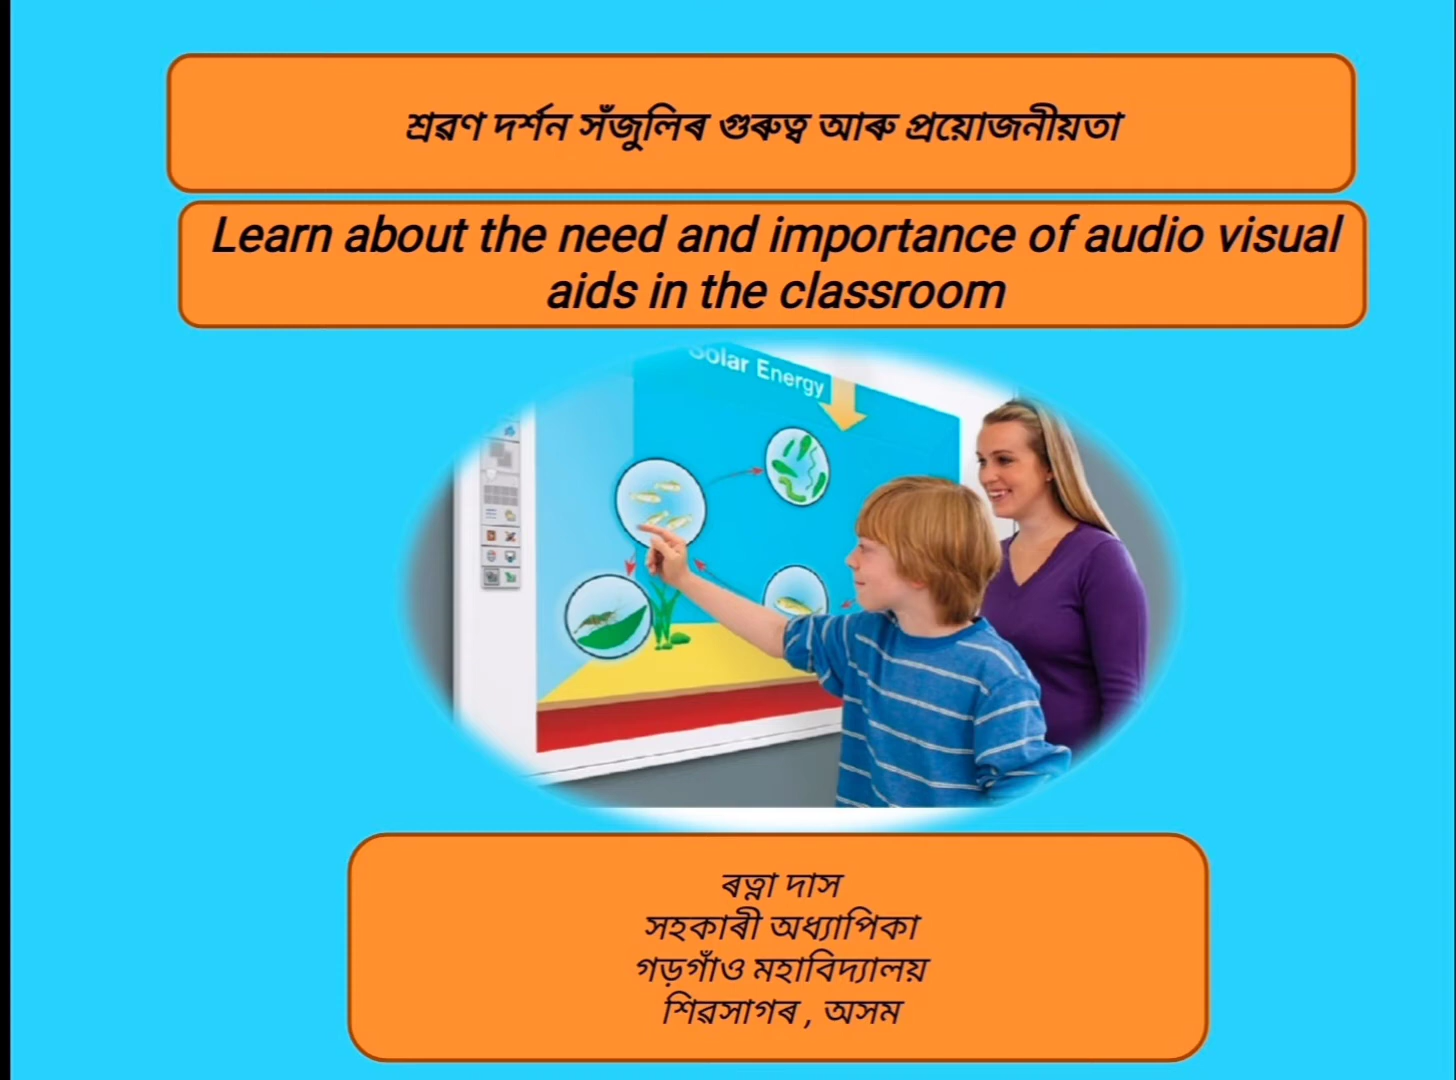 শ্ৰৱণ দৰ্শন সঁজুলিৰ গুৰুত্ব আৰু প্ৰয়োজনীয়তা
Learn about the need and importance of audio visual
aids in the classroom
Solar Energy
ৰত্না দাস
সহকাৰী অধ্যাপিকা
গড়গাঁও মহাবিদ্যালয়
শিৱসাগৰ , অসম